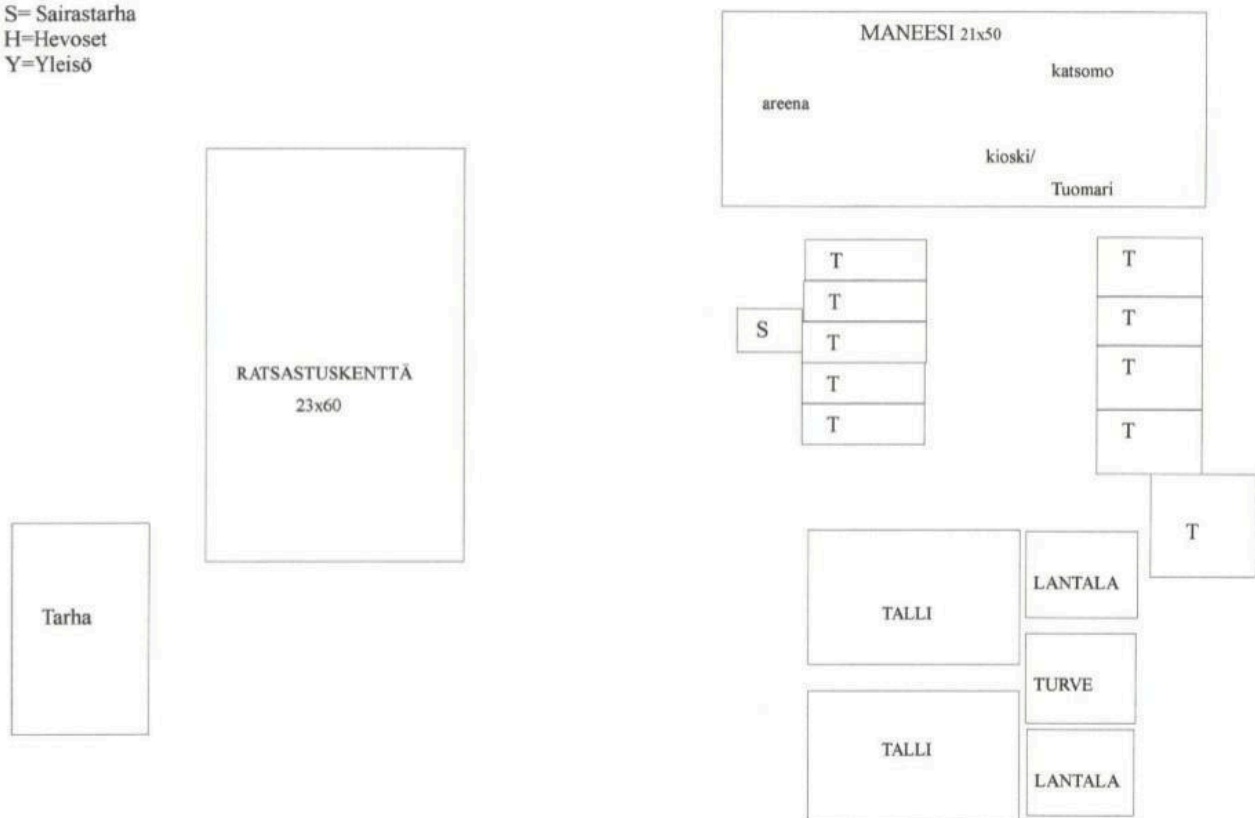 S= Sairastarha
H=Hevoset
Y=Yleisö
MANEESI 21x50
katsomo
areena
kioski/
Tuomari
T
T
T
T
T
S
T
T
T
T
T
RATSASTUSKENTTÄ
23x60
Tarha
TALLI
LANTALA
TURVE
TALLI
LANTALA